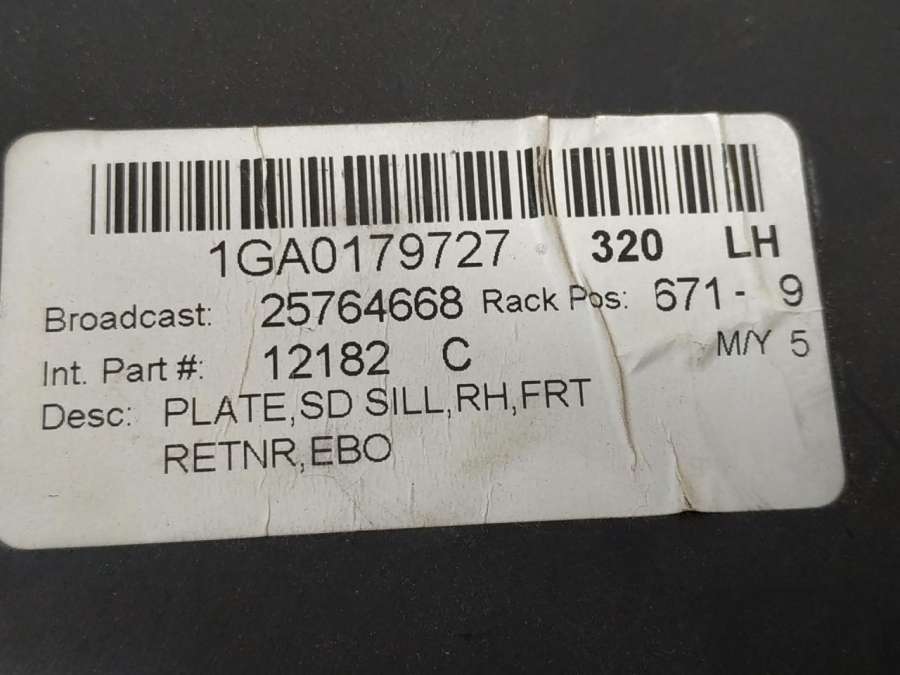 1GA0179727 320 LH
Broadcast: 25764668 Rack Pos: 671- 9
Int. Part #: 12182 C M/Y 5
Desc: PLATE,SD SILL,RH,FRT
RETNR,EBO